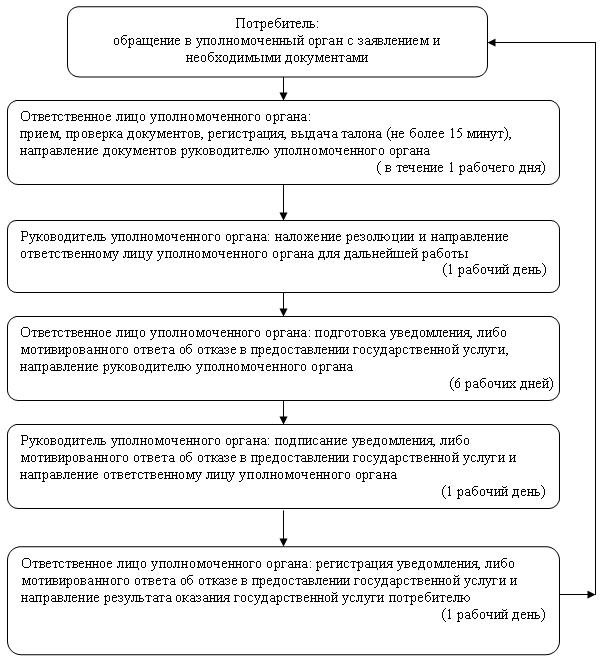 Потребитель:
обращение в уполномоченный орган с заявлением и
необходимыми документами
Ответственное лицо уполномоченного органа:
прием, проверка документов, регистрация, выдача талона (не более 15 минут),
направление документов руководителю уполномоченного органа
( в течение 1 рабочего дня)
Руководитель уполномоченного органа: наложение резолюции и направление
ответственному лицу уполномоченного органа для дальнейшей работы
(1 рабочий день)
Ответственное лицо уполномоченного органа: подготовка уведомления, либо
мотивированного ответа об отказе в предоставлении государственной услуги,
направление руководителю уполномоченного органа
(6 рабочих дней)
Руководитель уполномоченного органа: подписание уведомления, либо
мотивированного ответа об отказе в предоставлении государственной услуги и
направление ответственному лицу уполномоченного органа
(1 рабочий день)
Ответственное лицо уполномоченного органа: регистрация уведомления, либо
мотивированного ответа об отказе в предоставлении государственной услуги и
направление результата оказания государственной услуги потребителю
(1 рабочий день)